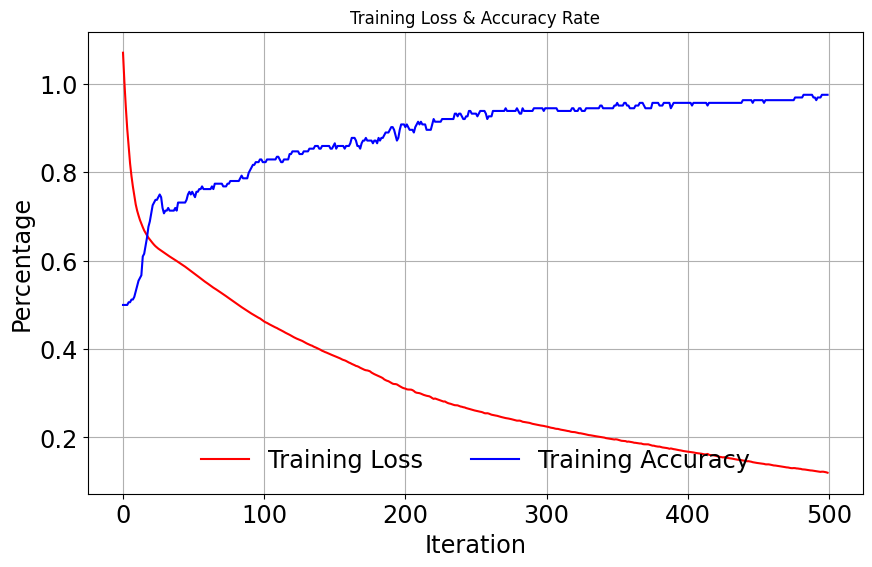 Training Loss & Accuracy Rate
Percentage
1.0
0.8
0.6
0.4
0.2
Training Loss
Training Accuracy
0 100 200 300 400 500
Iteration